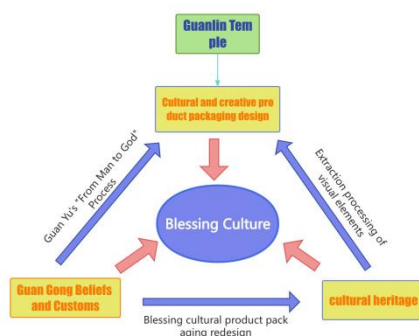 Guanlin Tem
ple
Cultural and creative pro
duct packaging design
Guan Yu's "From Man to God"
Process
Extraction processing of
visual elements
Blessing Culture
Guan Gong Beliefs
and Customs
cultural heritage
Blessing cultural product pack
aging redesign